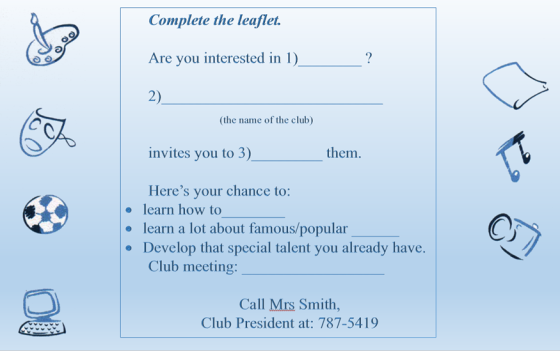 Complete the leaflet.
Are you interested in 1)________ ?
2)____________________________
(the name of the club)
invites you to 3)_________ them.
Here's your chance to:
• learn how to________
• learn a lot about famous/popular ______
• Develop that special talent you already have.
Club meeting: __________________
Call Mrs Smith,
Club President at: 787-5419